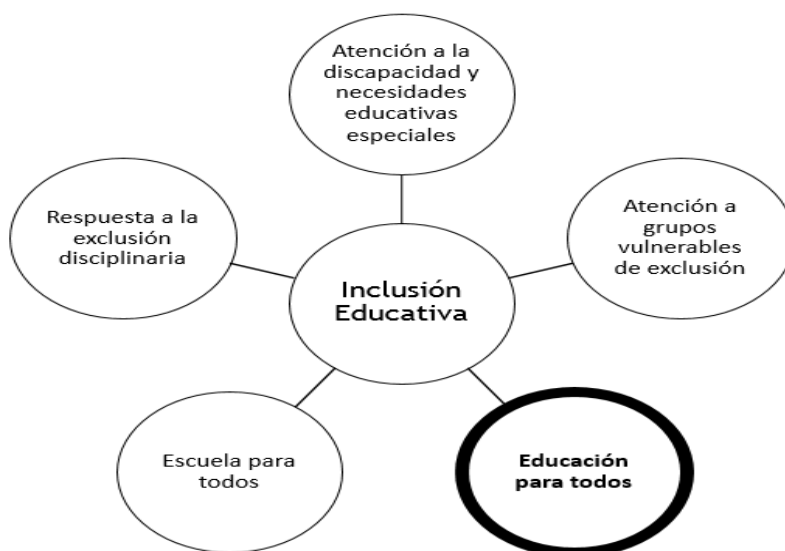 Atención a la
discapacidad y
necesidades
educativas
especiales
Respuesta a la
exclusión
disciplinaria
Atención a
grupos
vulnerables
de exclusión
Inclusión
Educativa
Escuela para
todos
Educación
para todos